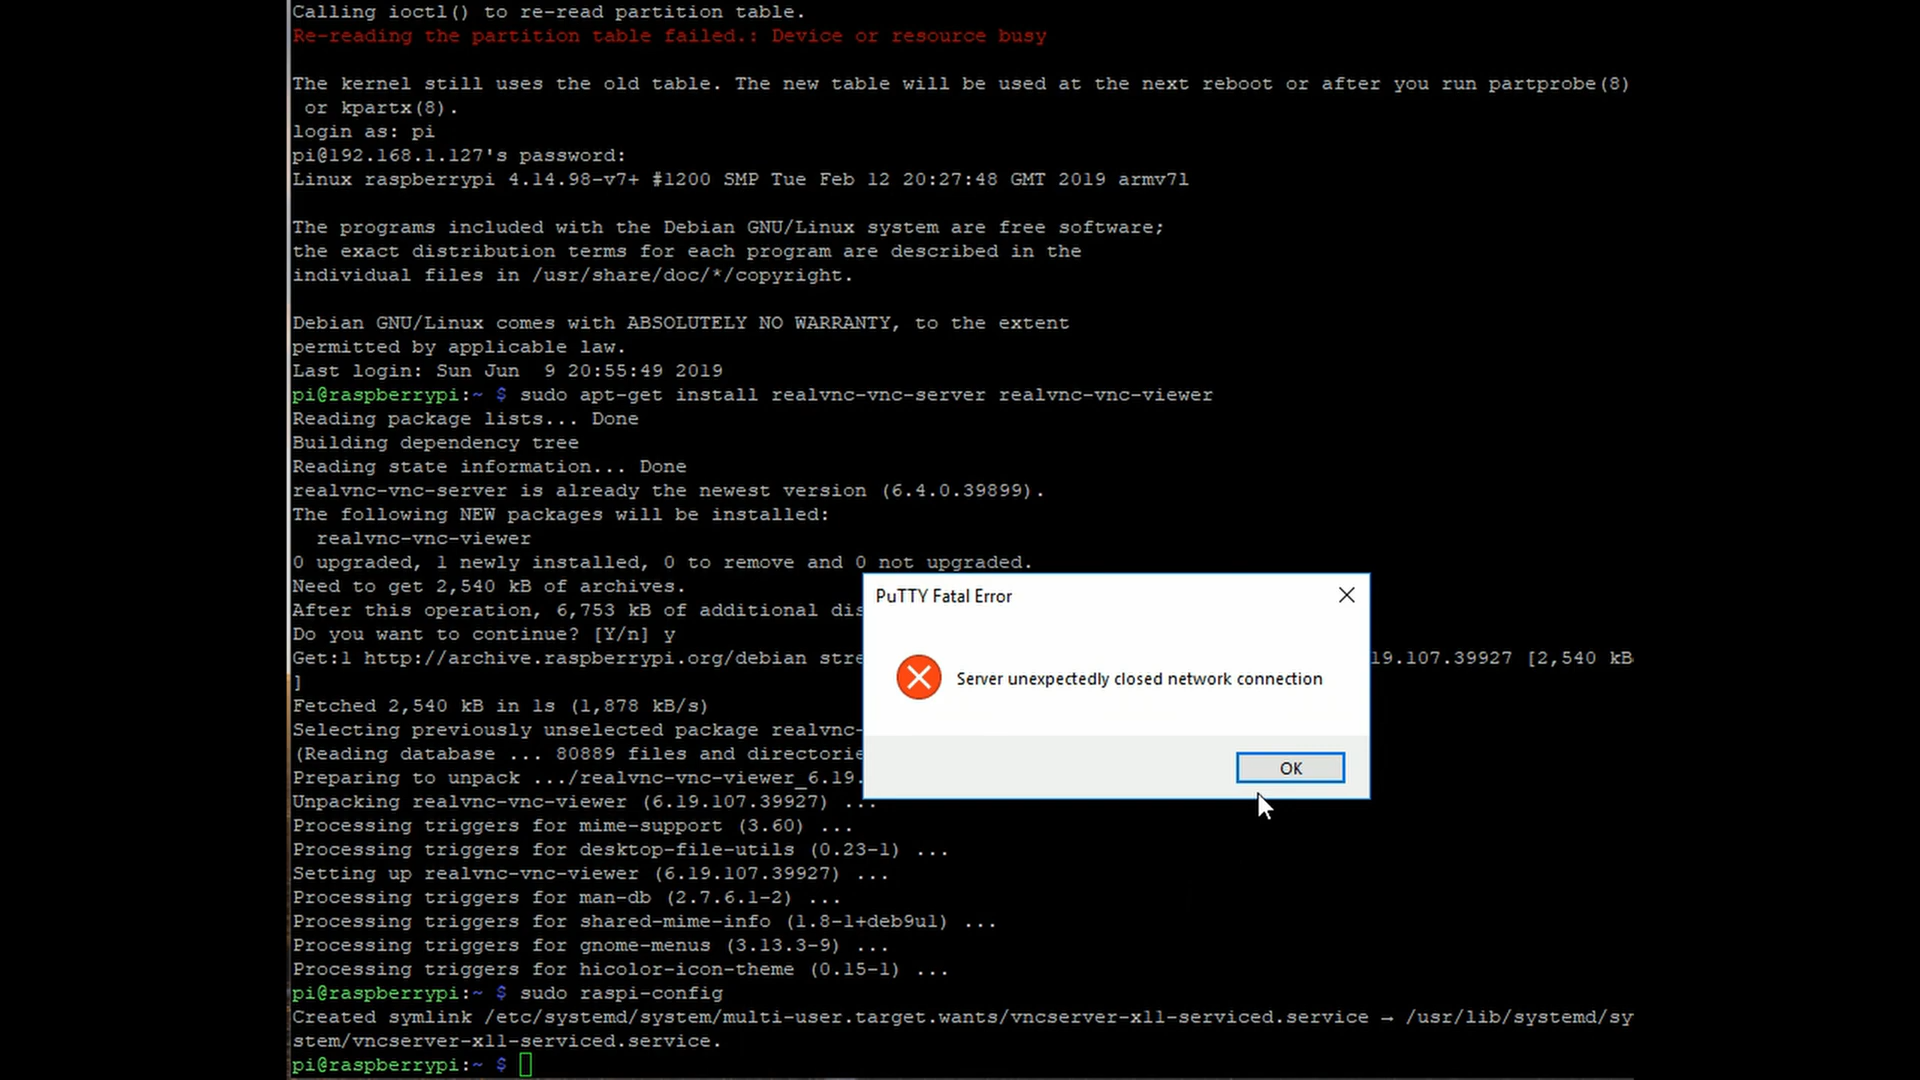 Calling ioctl() to re-read partition table.
Re-reading the partition table failed.: Device or resource busy
The kernel still uses the old table. The new table will be used at the next reboot or after you run partprobe(8)
or kpartx(8).
login as: pi
pi@192.168.1.127's password:
Linux raspberrypi 4.14.98-v7+ #1200 SMP Tue Feb 12 20:27:48 GMT 2019 armv7l
The programs included with the Debian GNU/Linux system are free software;
the exact distribution terms for each program are described in the
individual files in /usr/share/doc/*/copyright.
Debian GNU/Linux comes with ABSOLUTELY NO WARRANTY, to the extent
permitted by applicable law.
Last login: Sun Jun  9 20:55:49 2019
pi@raspberrypi:~ $ sudo apt-get install realvnc-vnc-server realvnc-vnc-viewer
Reading package lists... Done
Building dependency tree
Reading state information... Done
realvnc-vnc-server is already the newest version (6.4.0.39899).
The following NEW packages will be installed:
realvnc-vnc-viewer
0 upgraded, 1 newly installed, 0 to remove and 0 not upgraded.
Need to get 2,540 kB of archives.
After this operation, 6,753 kB of additional dis
Do you want to continue? [Y/n] y
Get:1 http://archive.raspberrypi.org/debian stre 19.107.39927 [2,540 kB
]
Fetched 2,540 kB in 1s (1,878 kB/s)
Selecting previously unselected package realvnc-
(Reading database ... 80889 files and directorie
Preparing to unpack .../realvnc-vnc-viewer_6.19.
Unpacking realvnc-vnc-viewer (6.19.107.39927) ...
Processing triggers for mime-support (3.60) ...
Processing triggers for desktop-file-utils (0.23-1) ...
Setting up realvnc-vnc-viewer (6.19.107.39927) ...
Processing triggers for man-db (2.7.6.1-2) ...
Processing triggers for shared-mime-info (1.8-1+deb9u1) ...
Processing triggers for gnome-menus (3.13.3-9) ...
Processing triggers for hicolor-icon-theme (0.15-1) ...
pi@raspberrypi:~ $ sudo raspi-config
Created symlink /etc/systemd/system/multi-user.target.wants/vncserver-x11-serviced.service → /usr/lib/systemd/sy
stem/vncserver-x11-serviced.service.
pi@raspberrypi:~ $
PuTTY Fatal Error
Server unexpectedly closed network connection
OK